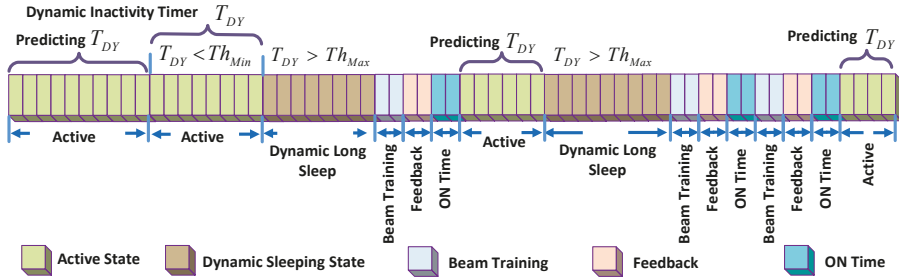 Dynamic Inactivity Timer T_DY
Predicting T_DY
T_DY < Th_Min
T_DY > Th_Max
Predicting T_DY
T_DY > Th_Max
Predicting T_DY
Active
Active
Dynamic Long
Sleep
Beam Training
Feedback
ON Time
Active
Dynamic Long
Sleep
Beam Training
Feedback
ON Time
Beam Training
Feedback
ON Time
Active
Active State
Dynamic Sleeping State
Beam Training
Feedback
ON Time